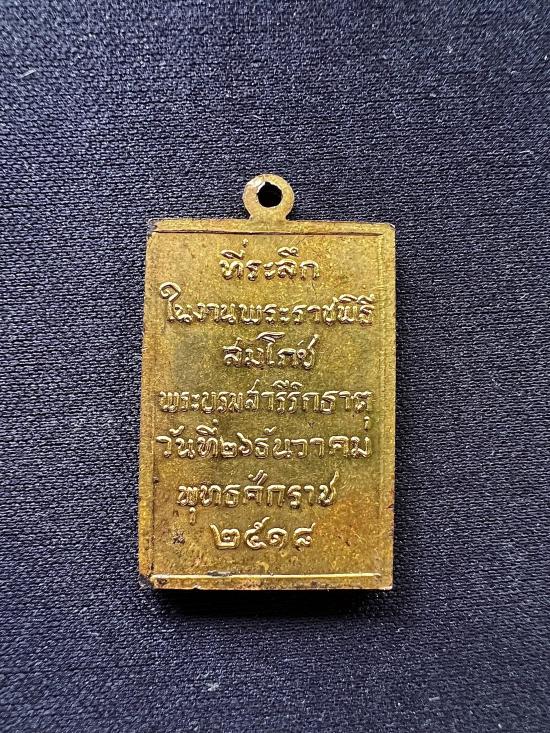 ที่ระลึก
ในงานพระราชพิธี
สมโภช
พระบรมสารีริกธาตุ
วันที่๒๖ธันวาคม
พุทธศักราช
๒๕๑๘